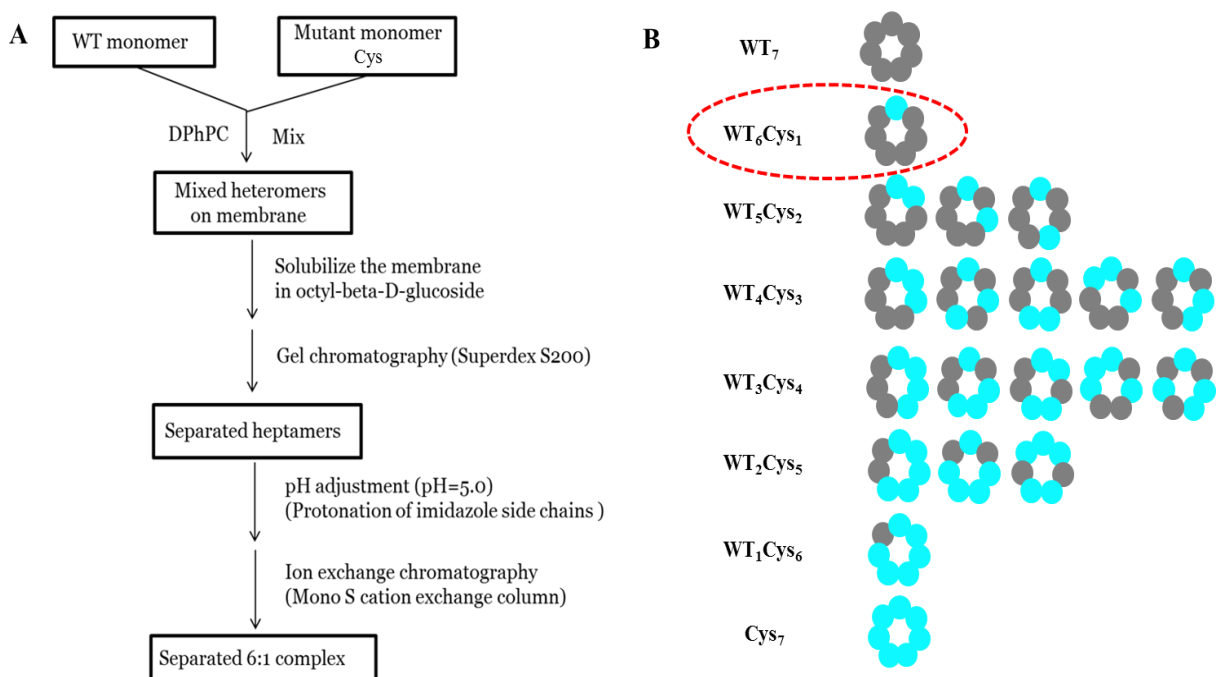 A
WT monomer
Mutant monomer
Cys
DPhPC
Mix
Mixed heteromers
on membrane
Solubilize the membrane
in octyl-beta-D-glucoside
Gel chromatography (Superdex S200)
Separated heptamers
pH adjustment (pH=5.0)
(Protonation of imidazole side chains )
Ion exchange chromatography
(Mono S cation exchange column)
Separated 6:1 complex
B
WT₇
WT₆Cys₁
WT₅Cys₂
WT₄Cys₃
WT₃Cys₄
WT₂Cys₅
WT₁Cys₆
Cys₇